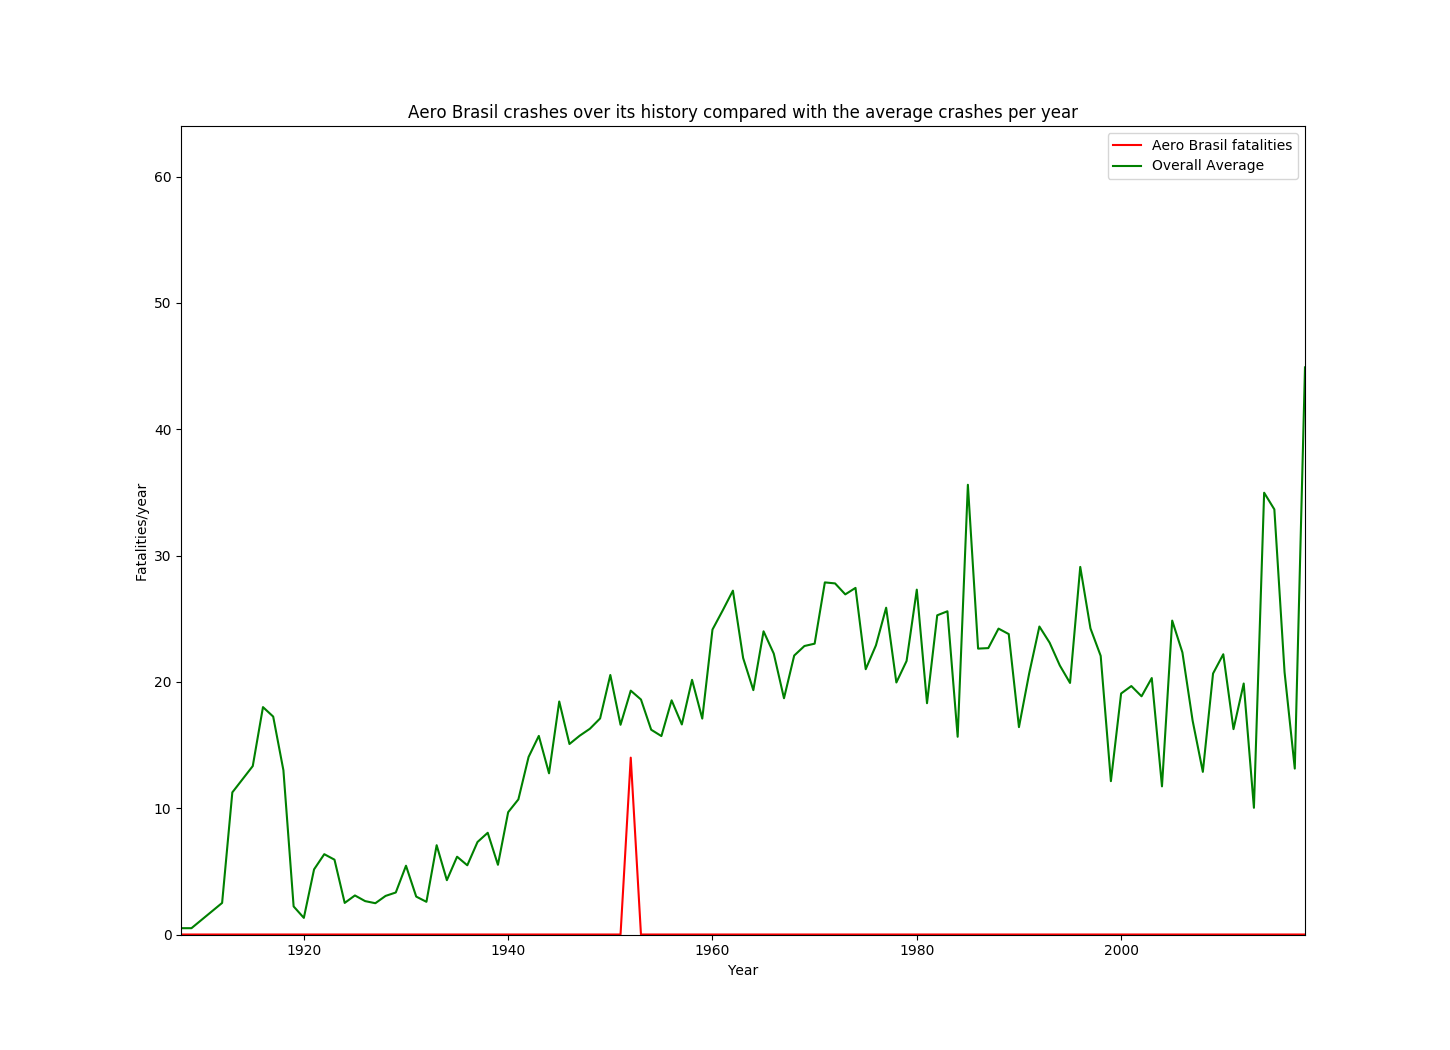 Aero Brasil crashes over its history compared with the average crashes per year
Aero Brasil fatalities
Overall Average
60
50
40
30
20
10
0
Fatalities/year
1920 1940 1960 1980 2000
Year